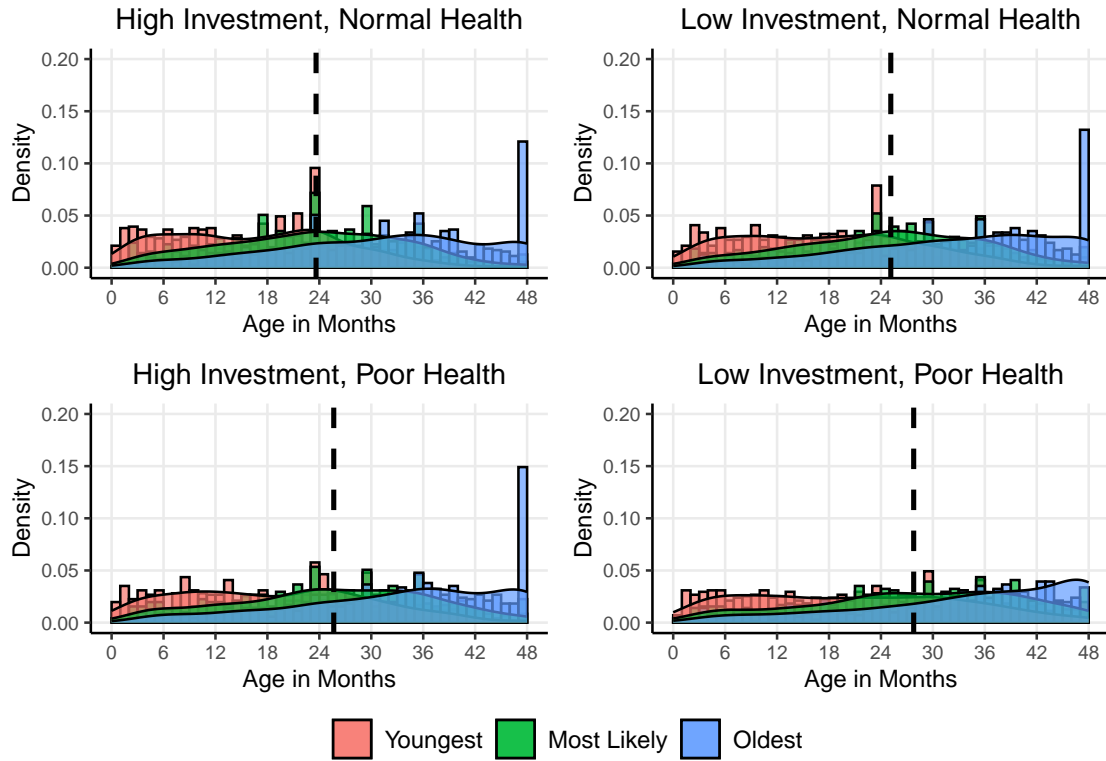 High Investment, Normal Health
Low Investment, Normal Health
0.20
0.15
0.10
0.05
0.00
Density
0 6 12 18 24 30 36 42 48
Age in Months
0.20
0.15
0.10
0.05
0.00
Density
0 6 12 18 24 30 36 42 48
Age in Months
High Investment, Poor Health
Low Investment, Poor Health
0.20
0.15
0.10
0.05
0.00
Density
0 6 12 18 24 30 36 42 48
Age in Months
0.20
0.15
0.10
0.05
0.00
Density
0 6 12 18 24 30 36 42 48
Age in Months
Youngest Most Likely Oldest